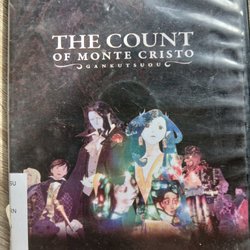 THE COUNT
OF MONTE CRISTO
GANKUTSUOU